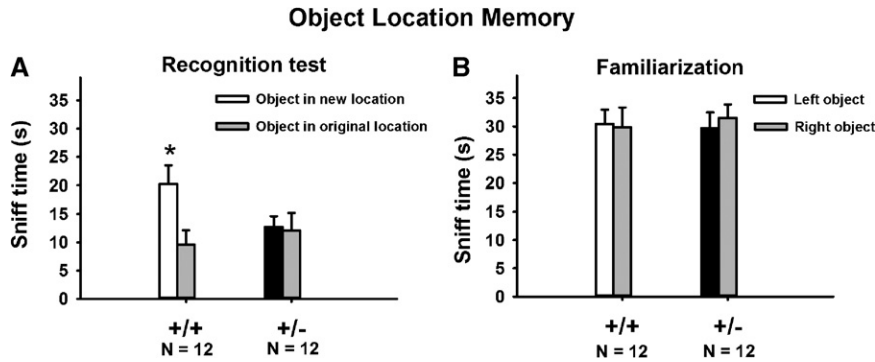 Object Location Memory
A
Recognition test
Object in new location
Object in original location
Sniff time (s)
35
30
25
20
15
10
5
0
*
+/+
+/-
N = 12
N = 12
B
Familiarization
Left object
Right object
Sniff time (s)
35
30
25
20
15
10
5
0
+/+
+/-
N = 12
N = 12